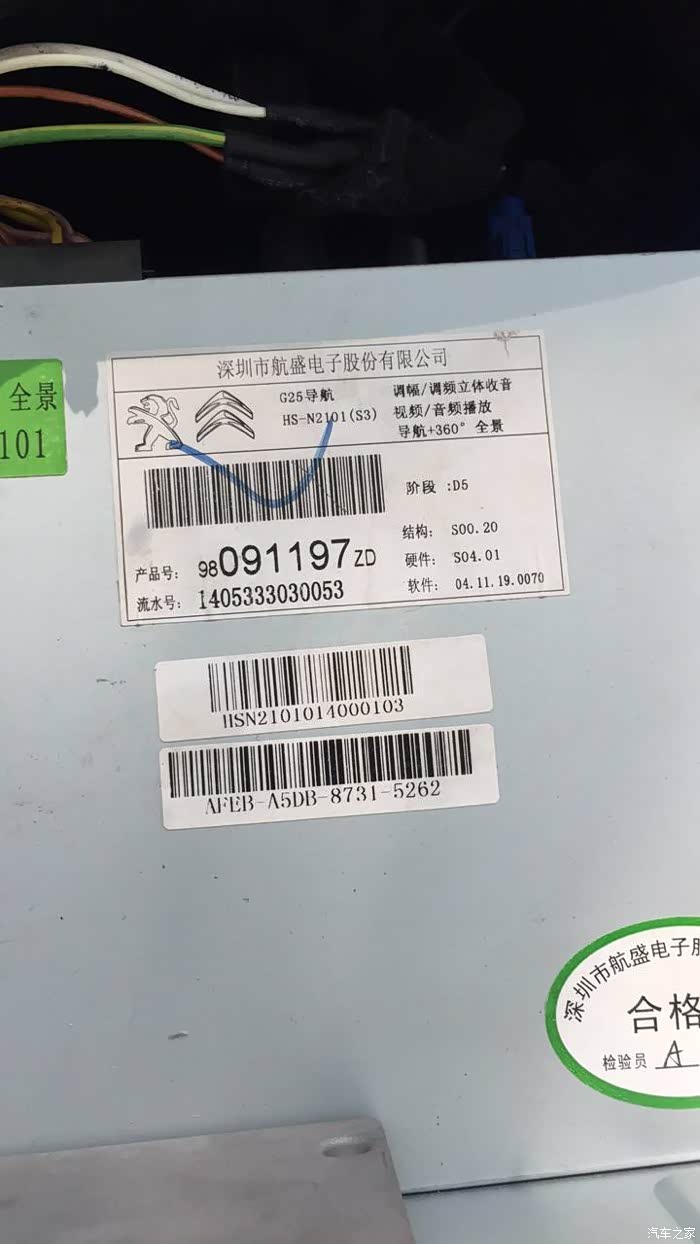 深圳市航盛电子股份有限公司
G25导航
HS-N2101(S3)
调幅/调频立体收音
视频/音频播放
导航+360° 全景
阶段 :D5
产品号: 98091197ZD
流水号: 1405333030053
结构: S00.20
硬件: S04.01
软件: 04.11.19.0070
全景
101
HSN2101014000103
AFEB-A5DB-8731-5262
深圳市航盛电子股
合格
检验员 A
汽车之家